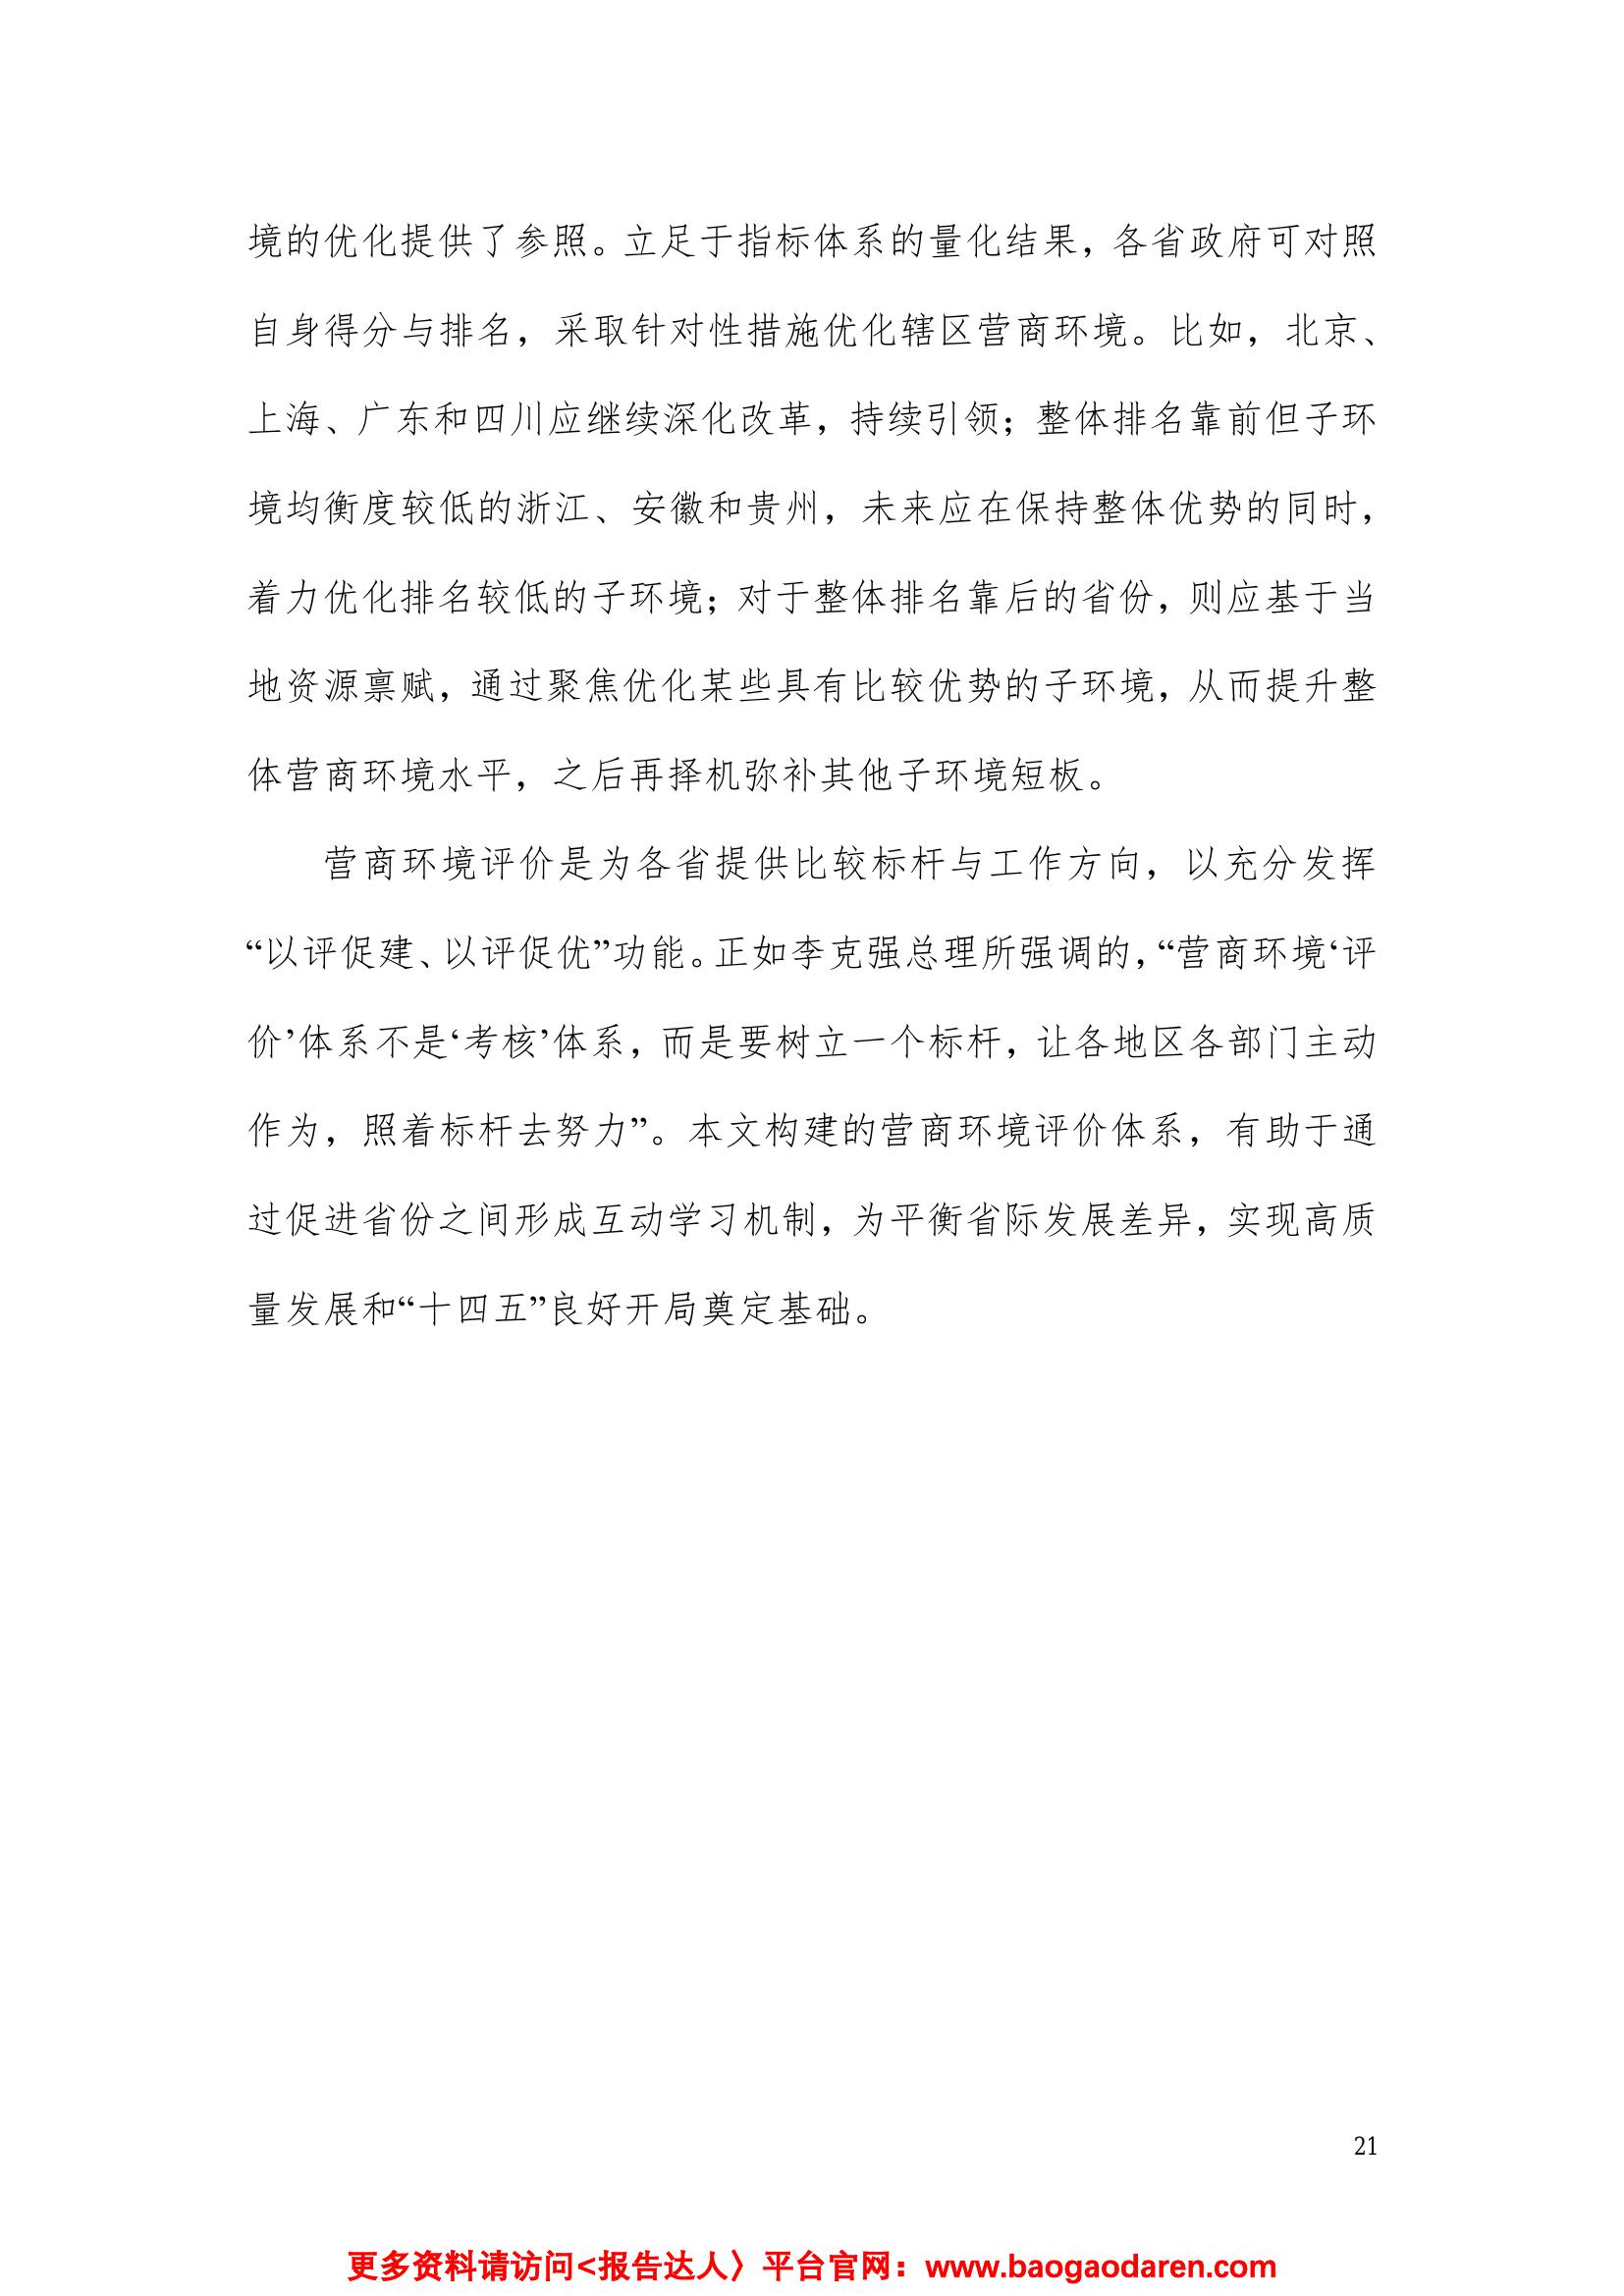 境的优化提供了参照。立足于指标体系的量化结果，各省政府可对照
自身得分与排名，采取针对性措施优化辖区营商环境。比如，北京、
上海、广东和四川应继续深化改革，持续引领；整体排名靠前但子环
境均衡度较低的浙江、安徽和贵州，未来应在保持整体优势的同时，
着力优化排名较低的子环境；对于整体排名靠后的省份，则应基于当
地资源禀赋，通过聚焦优化某些具有比较优势的子环境，从而提升整
体营商环境水平，之后再择机弥补其他子环境短板。
营商环境评价是为各省提供比较标杆与工作方向，以充分发挥
“以评促建、以评促优”功能。正如李克强总理所强调的，“营商环境‘评
价’体系不是‘考核’体系，而是要树立一个标杆，让各地区各部门主动
作为，照着标杆去努力”。本文构建的营商环境评价体系，有助于通
过促进省份之间形成互动学习机制，为平衡省际发展差异，实现高质
量发展和“十四五”良好开局奠定基础。
21
更多资料请访问<报告达人〉平台官网：www.baogaodaren.com